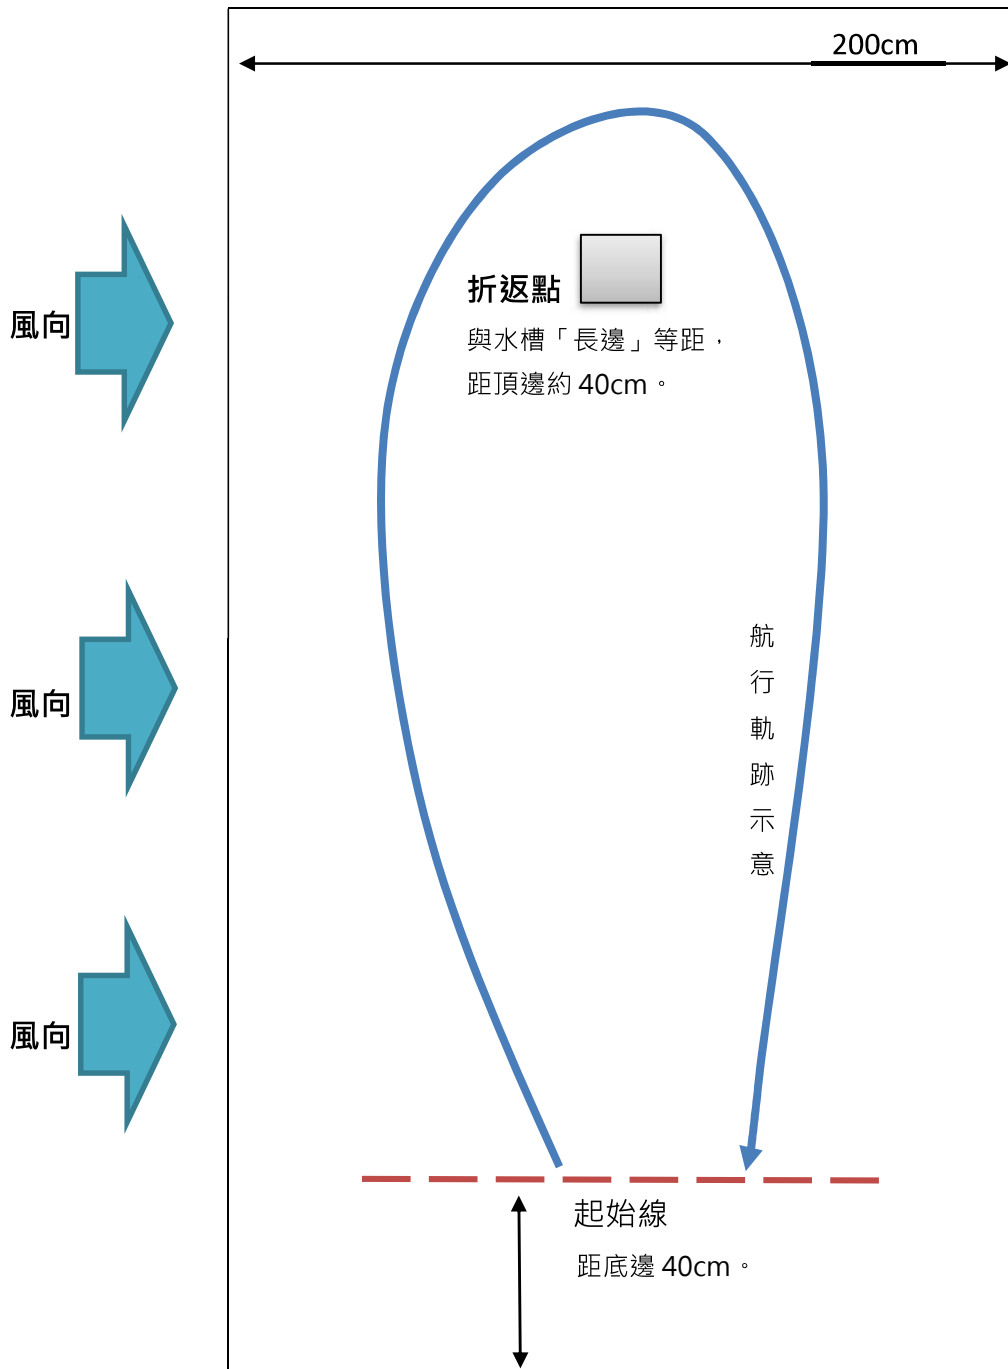 200cm
折返點
與水槽「長邊」等距，
距頂邊約 40cm。
風向
風向
航行軌跡示意
風向
起始線
距底邊 40cm。